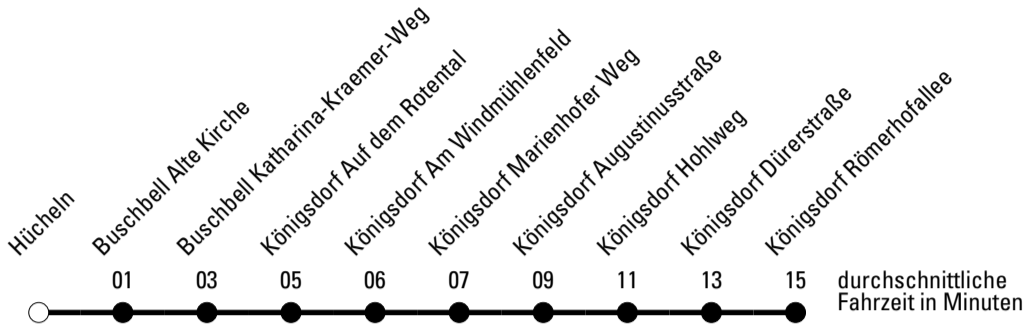 Hücheln
Buschbell Alte Kirche
Buschbell Katharina-Kraemer-Weg
Königsdorf Auf dem Rotental
Königsdorf Am Windmühlenfeld
Königsdorf Marienhofer Weg
Königsdorf Augustinusstraße
Königsdorf Hohlweg
Königsdorf Dürerstraße
Königsdorf Römerhofallee
01 03 05 06 07 09 11 13 15
durchschnittliche
Fahrzeit in Minuten